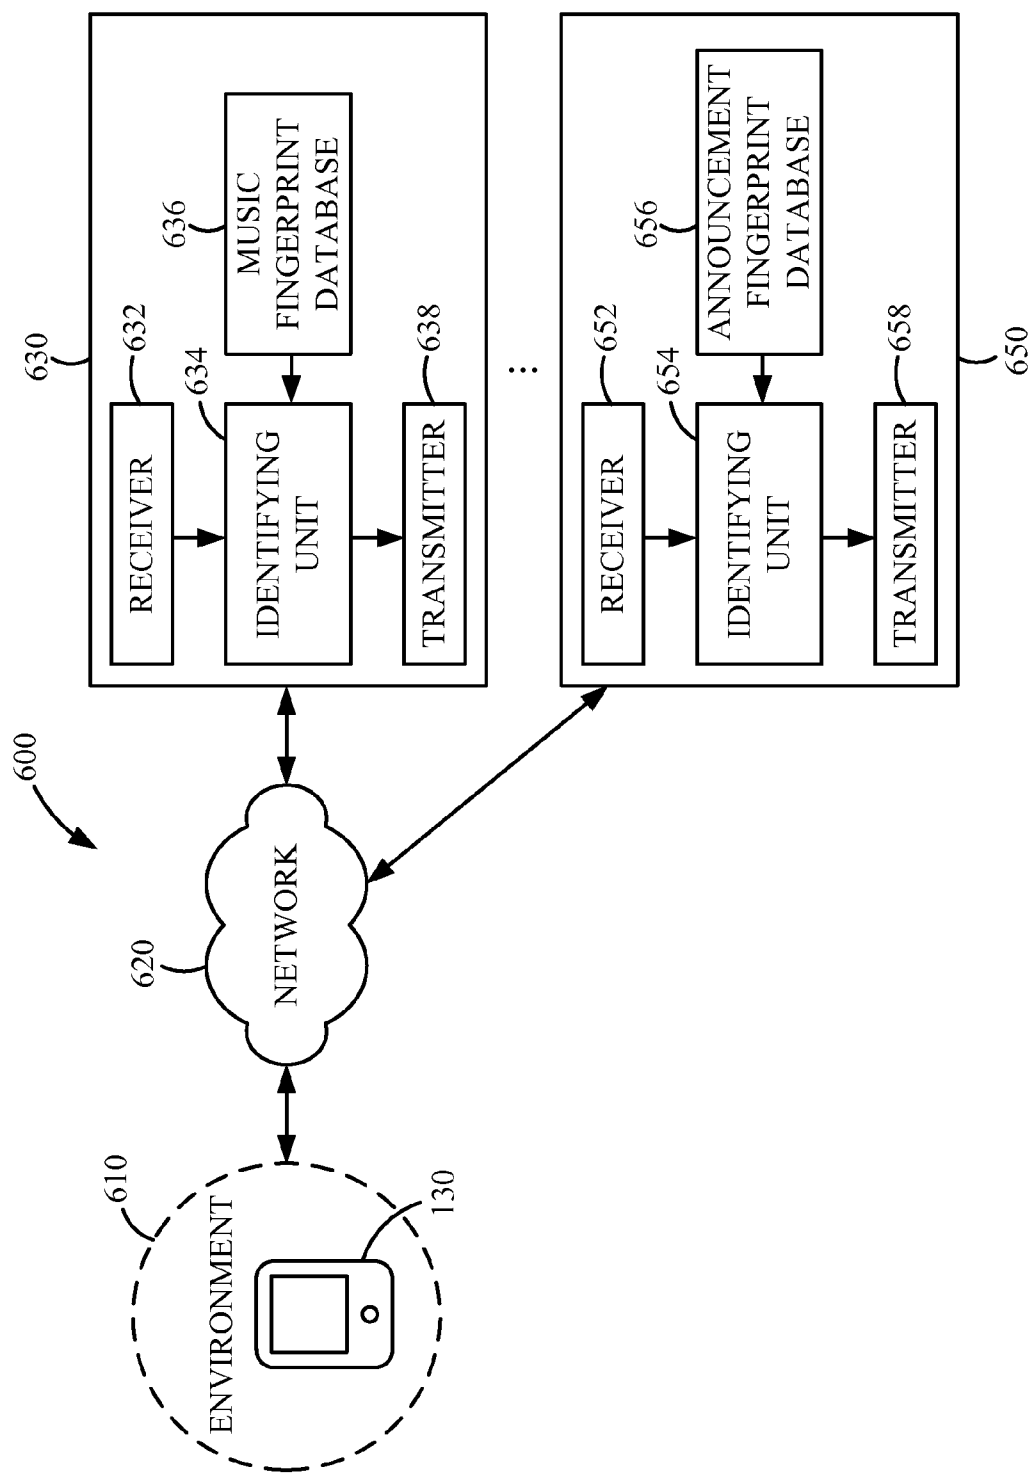 600
610
ENVIRONMENT
130
620
NETWORK
630
632
RECEIVER
634
IDENTIFYING
UNIT
636
MUSIC
FINGERPRINT
DATABASE
638
TRANSMITTER
...
650
652
RECEIVER
654
IDENTIFYING
UNIT
656
ANNOUNCEMENT
FINGERPRINT
DATABASE
658
TRANSMITTER